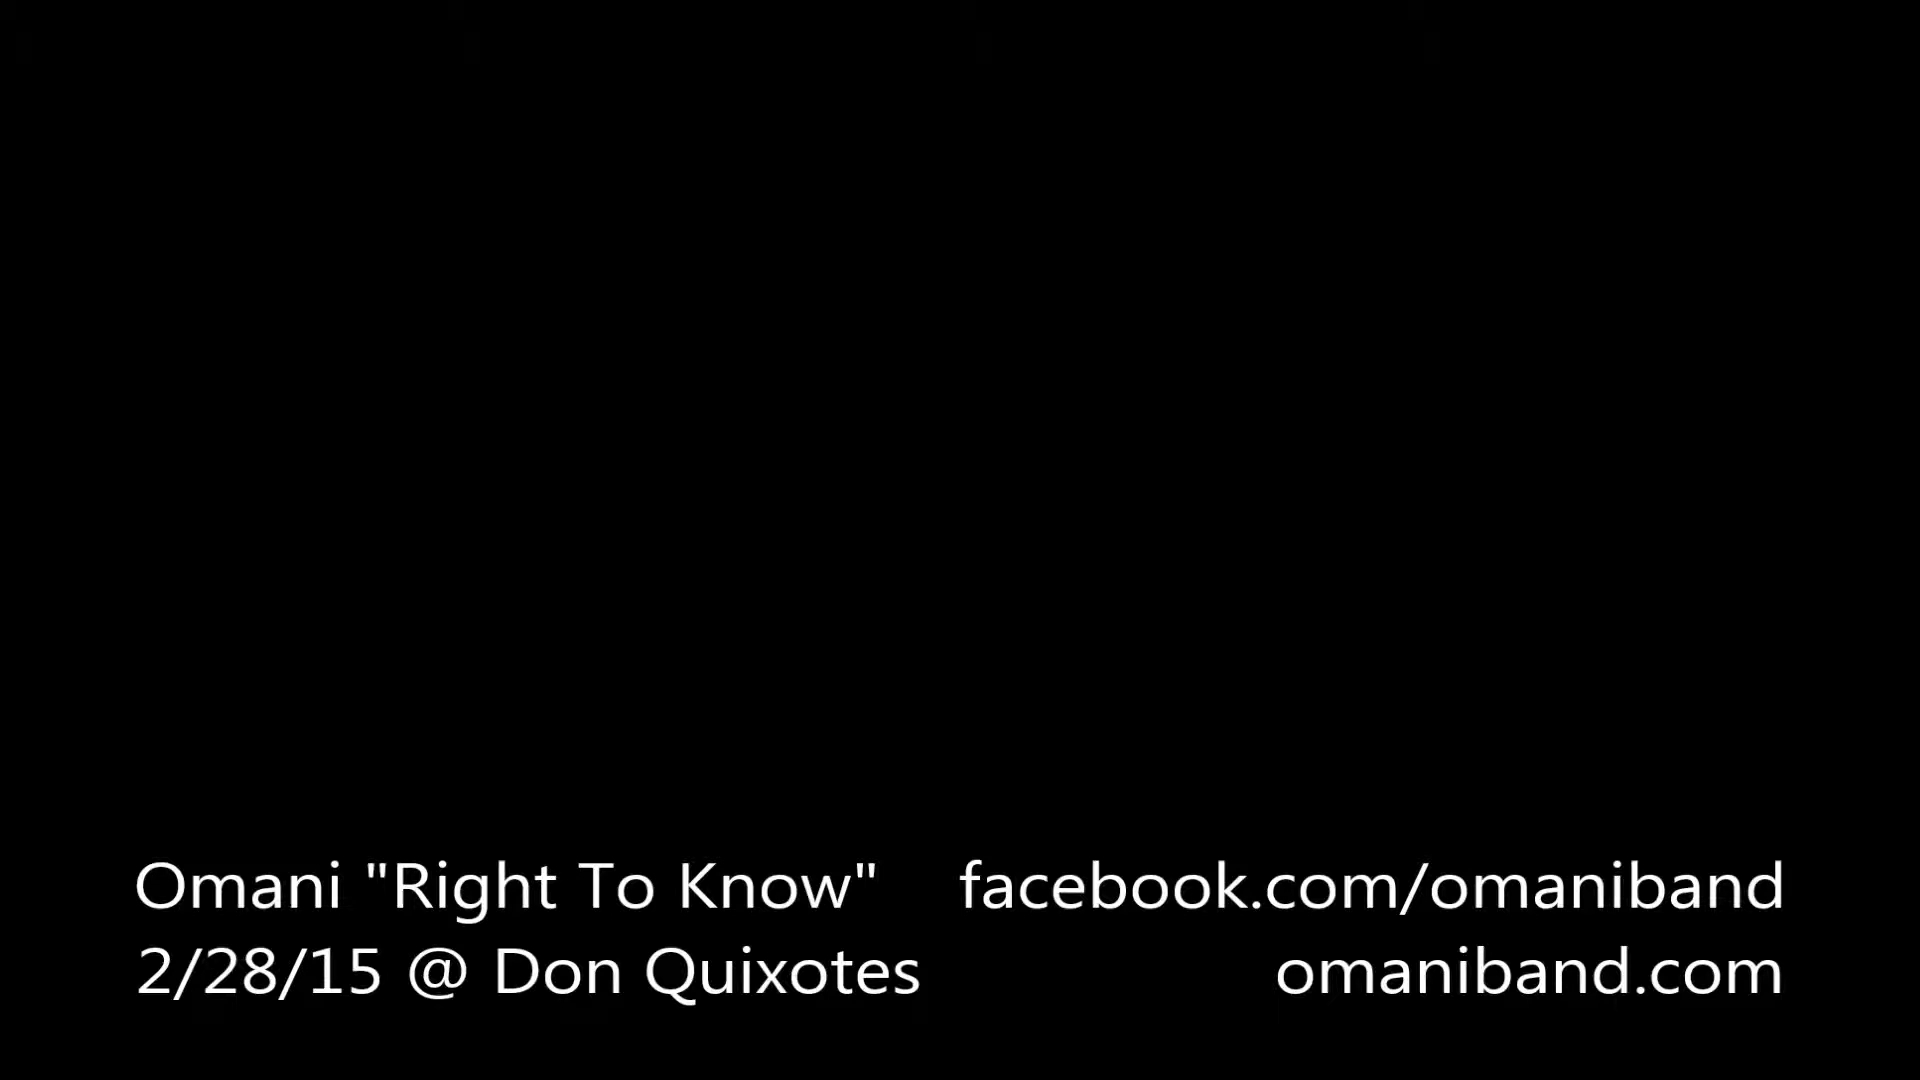 Omani "Right To Know"
2/28/15 @ Don Quixotes
facebook.com/omaniband
omaniband.com